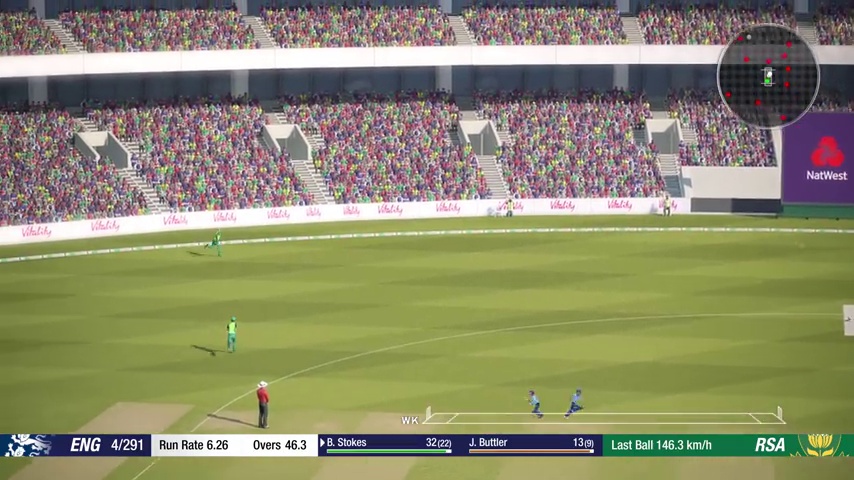 NatWest
Vitality Vitality Vitality Vitality Vitality Vitality Vitality Vitality Vitality Vitality Vitality
WK
ENG 4/291 Run Rate 6.26 Overs 46.3 B. Stokes 32(22) J. Buttler 13(9) Last Ball 146.3 km/h RSA